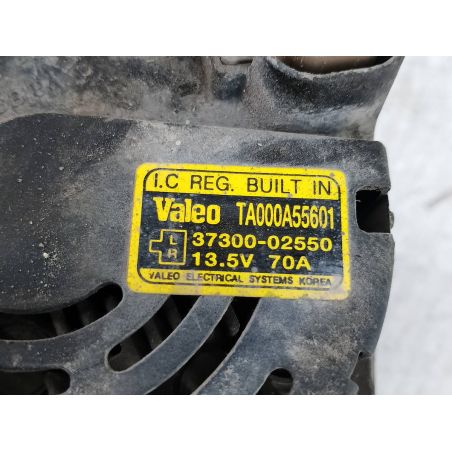 I.C REG. BUILT IN
Valeo TA000A55601
L 37300-02550
R 13.5V 70A
VALEO ELECTRICAL SYSTEMS KOREA